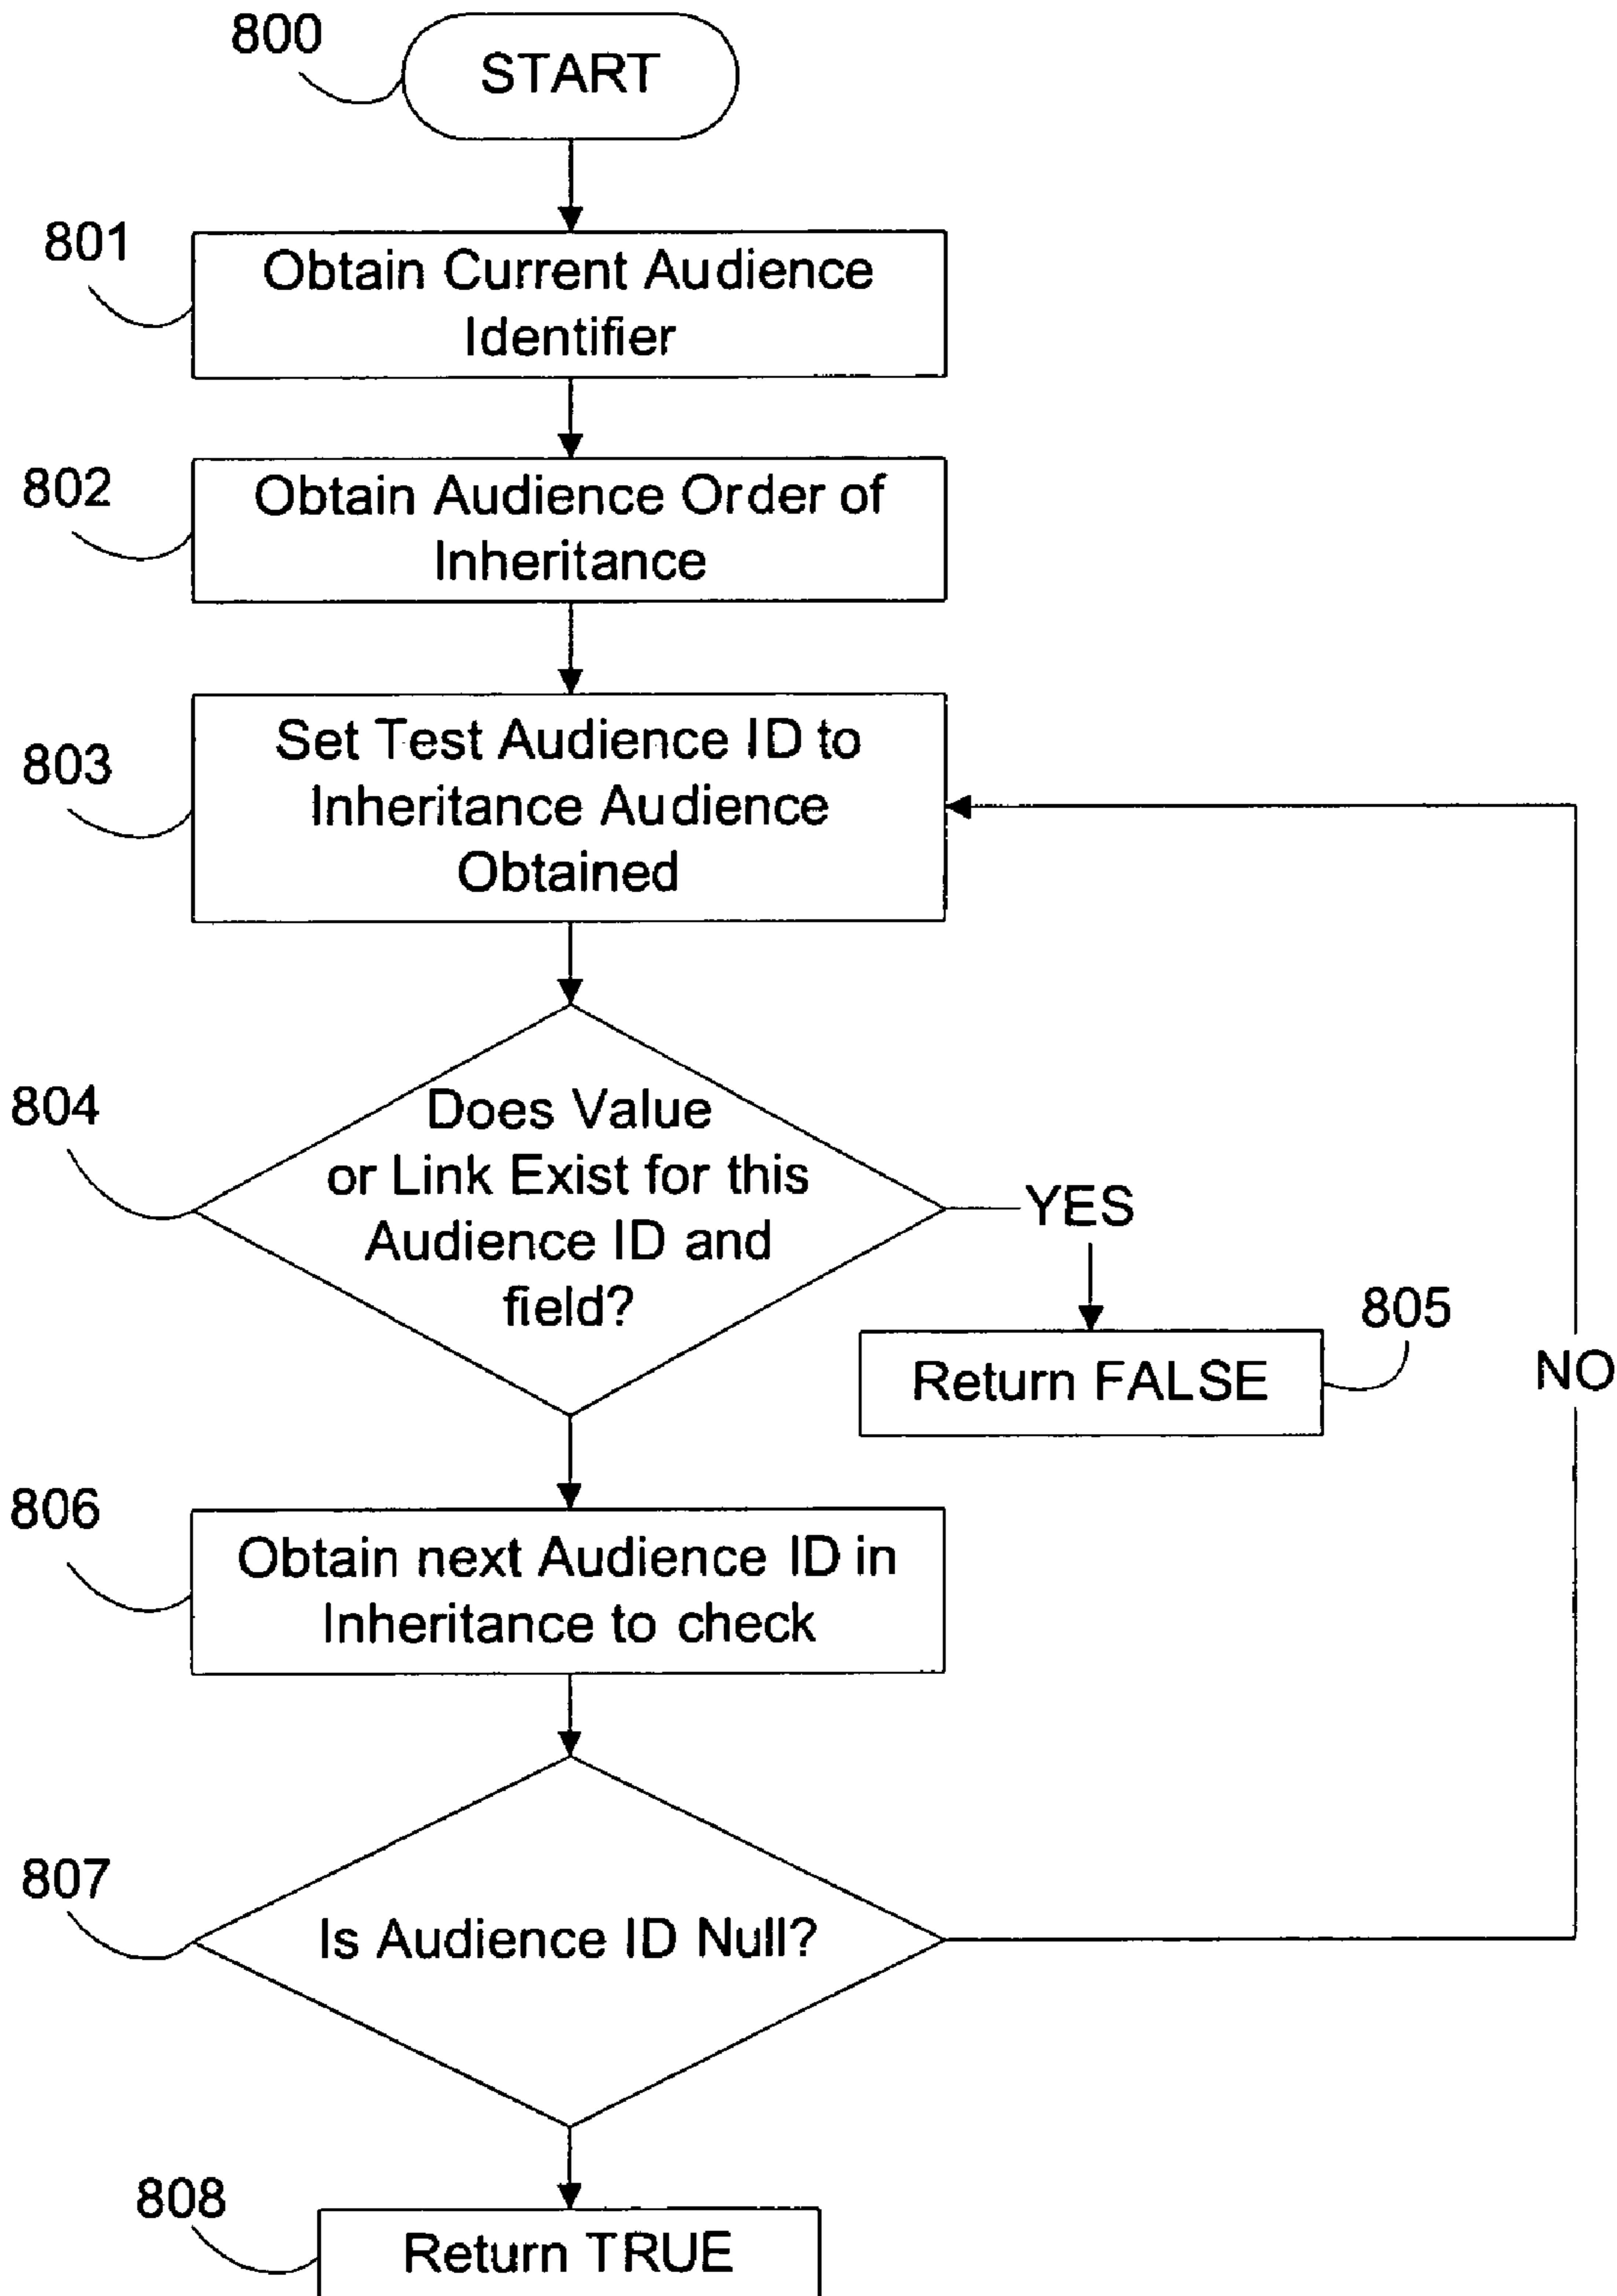 800
START
801
Obtain Current Audience
Identifier
802
Obtain Audience Order of
Inheritance
803
Set Test Audience ID to
Inheritance Audience
Obtained
804
Does Value
or Link Exist for this
Audience ID and
field?
YES
805
Return FALSE
NO
806
Obtain next Audience ID in
Inheritance to check
807
Is Audience ID Null?
808
Return TRUE